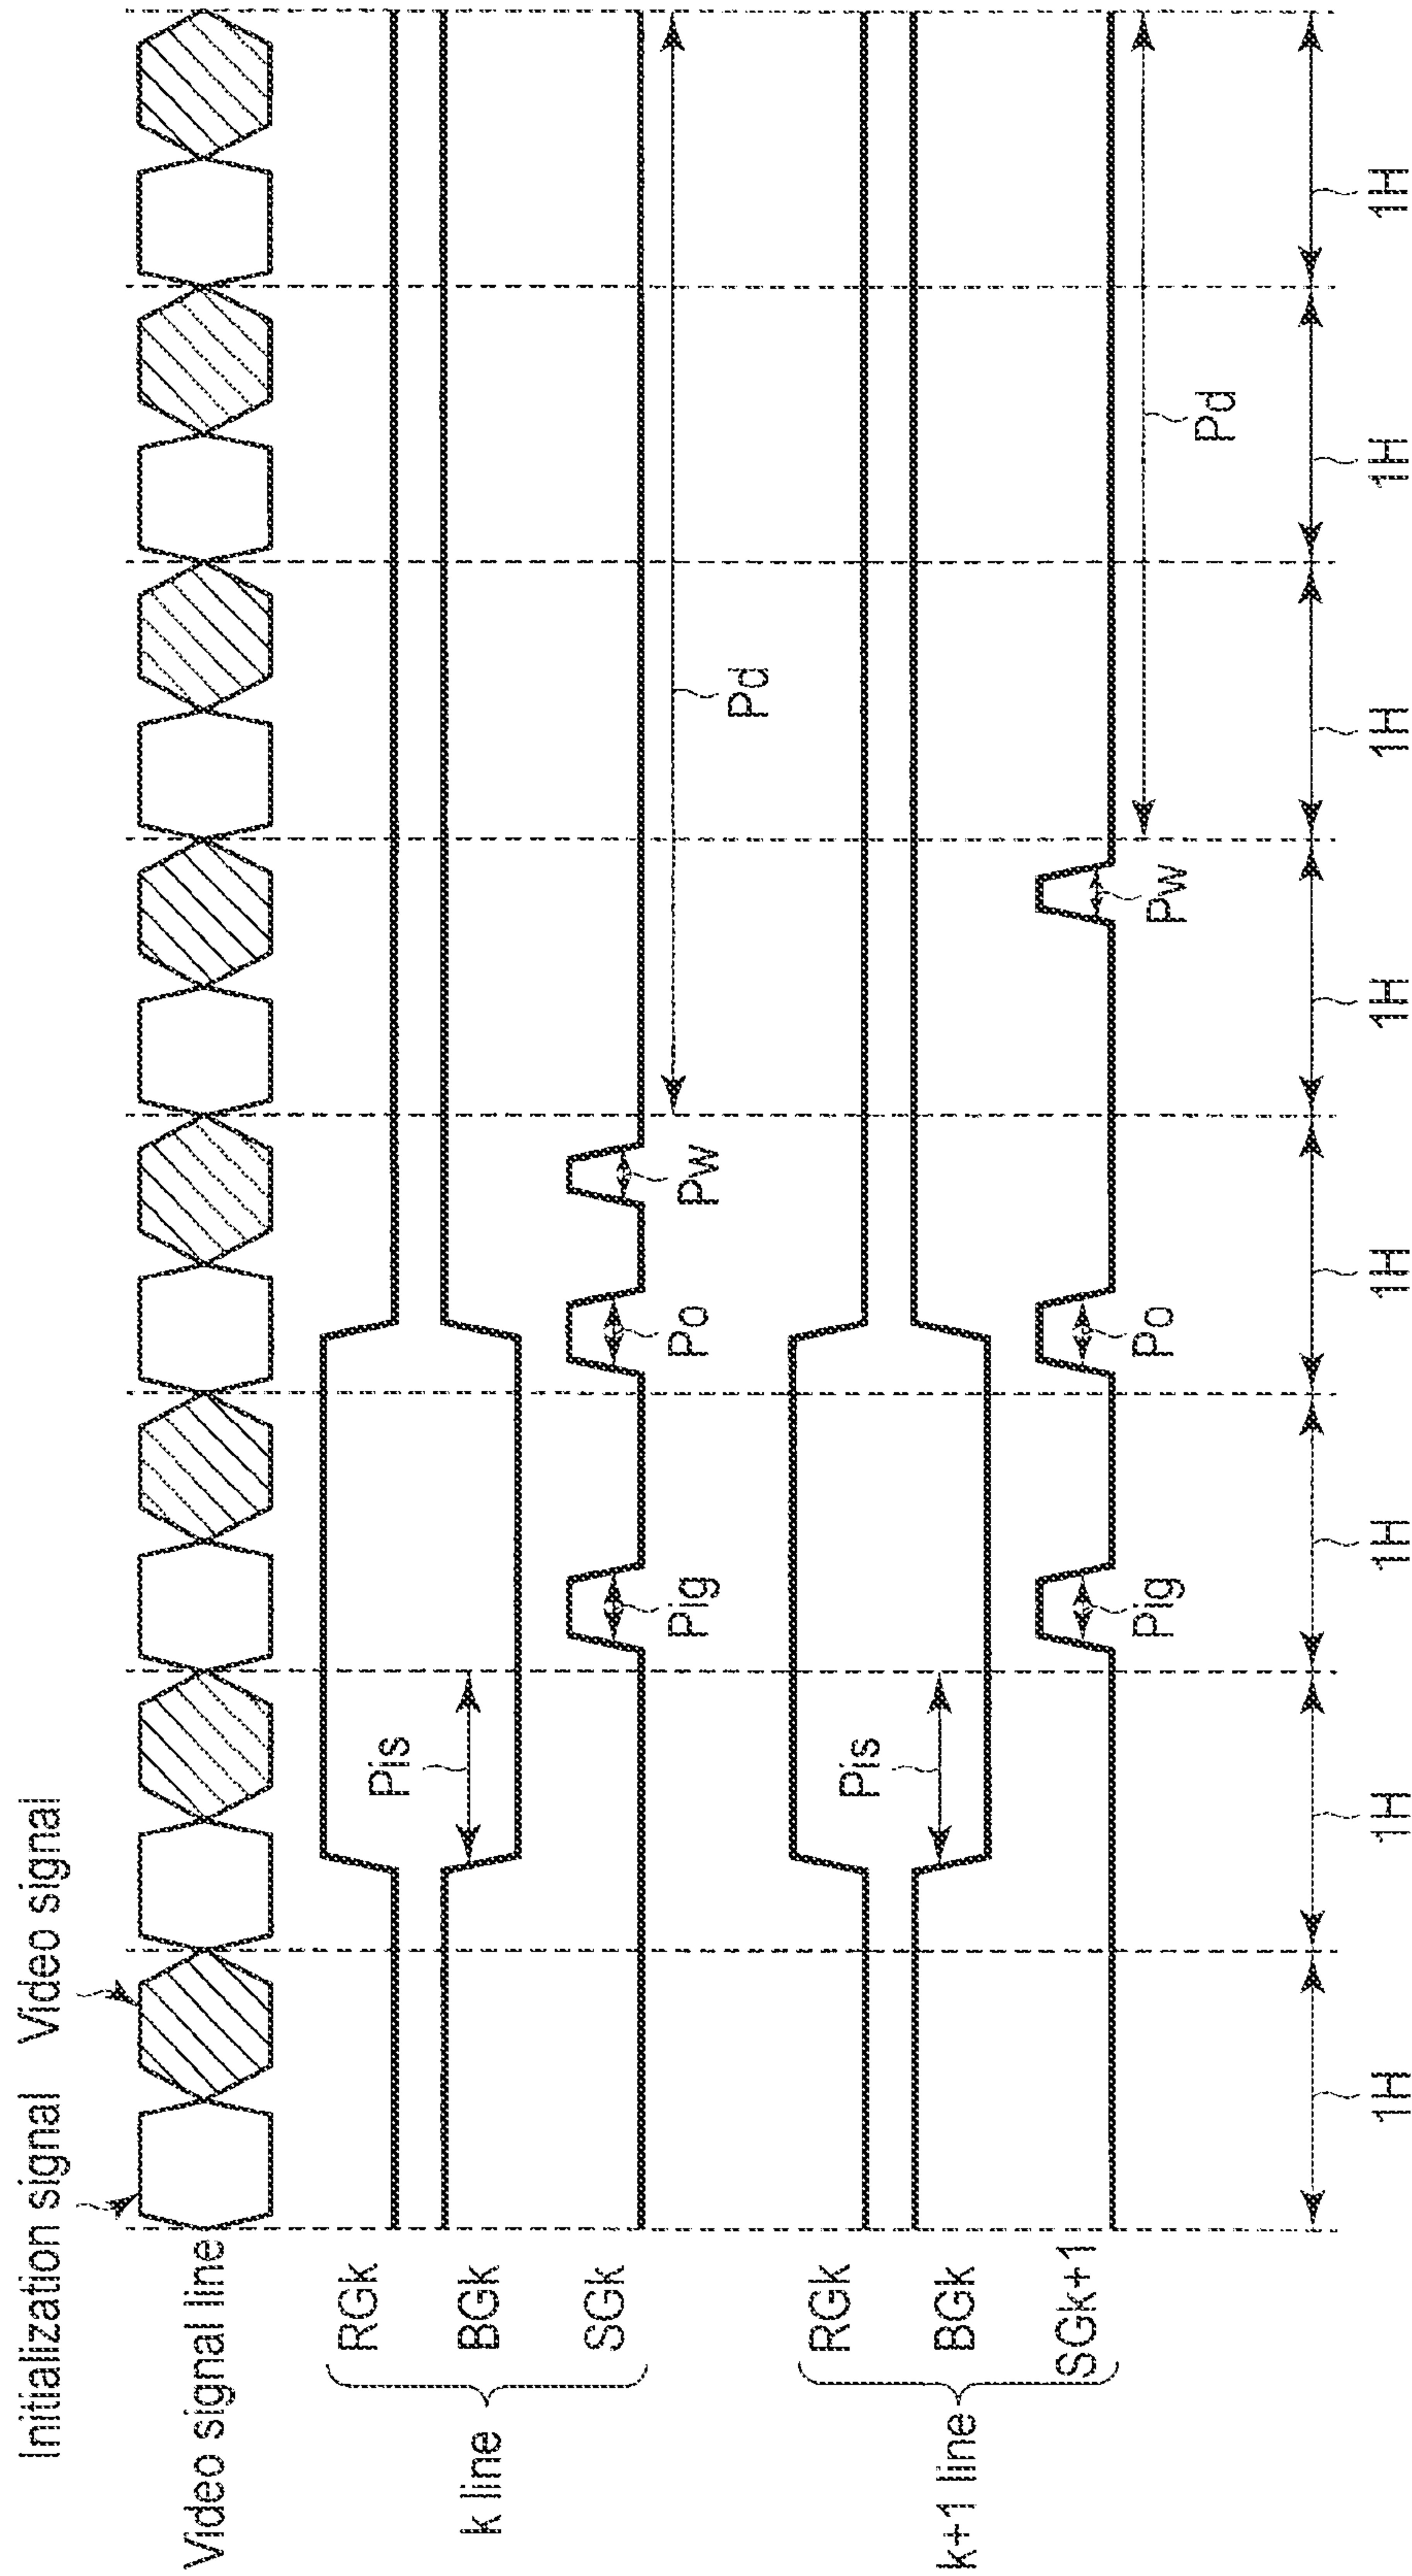 Initialization signal
Video signal
Video signal line
k line
RGk
BGk
SGk
Pis
Pig
Po
Pw
Pd
k+1 line
RGk
BGk
SGk+1
Pis
Pig
Po
Pw
Pd
1H
1H
1H
1H
1H
1H
1H
1H